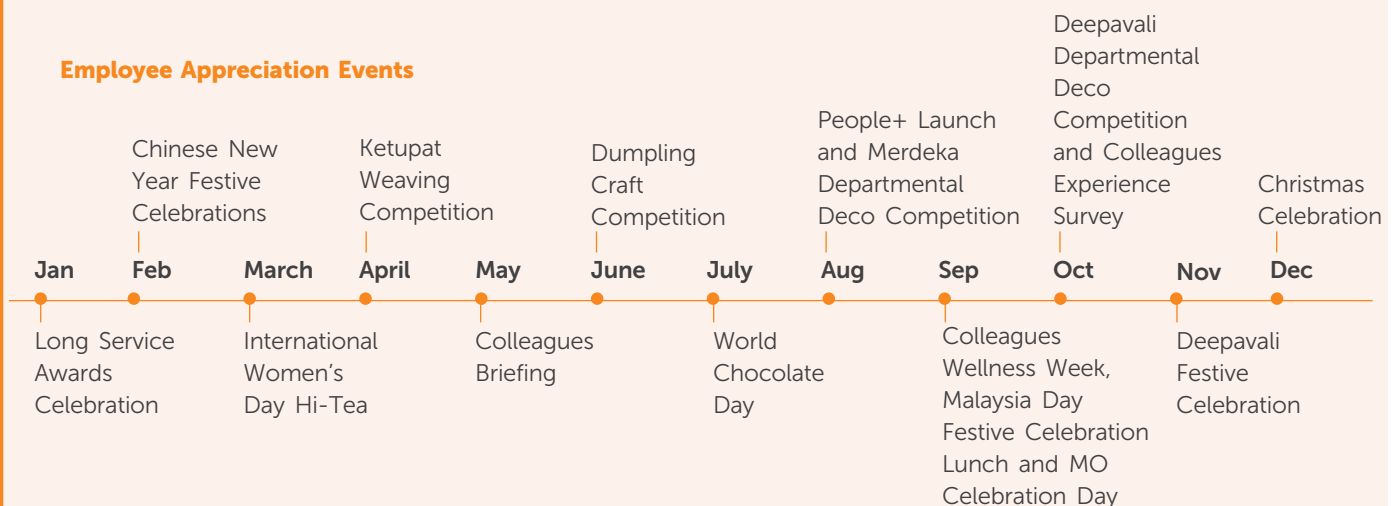 Employee Appreciation Events
Chinese New
Year Festive
Celebrations
Ketupat
Weaving
Competition
Dumpling
Craft
Competition
People+ Launch
and Merdeka
Departmental
Deco Competition
Deepavali
Departmental
Deco
Competition
and Colleagues
Experience
Survey
Christmas
Celebration
Jan Feb March April May June July Aug Sep Oct Nov Dec
Long Service
Awards
Celebration
International
Women's
Day Hi-Tea
Colleagues
Briefing
World
Chocolate
Day
Colleagues
Wellness Week,
Malaysia Day
Festive Celebration
Lunch and MO
Celebration Day
Deepavali
Festive
Celebration